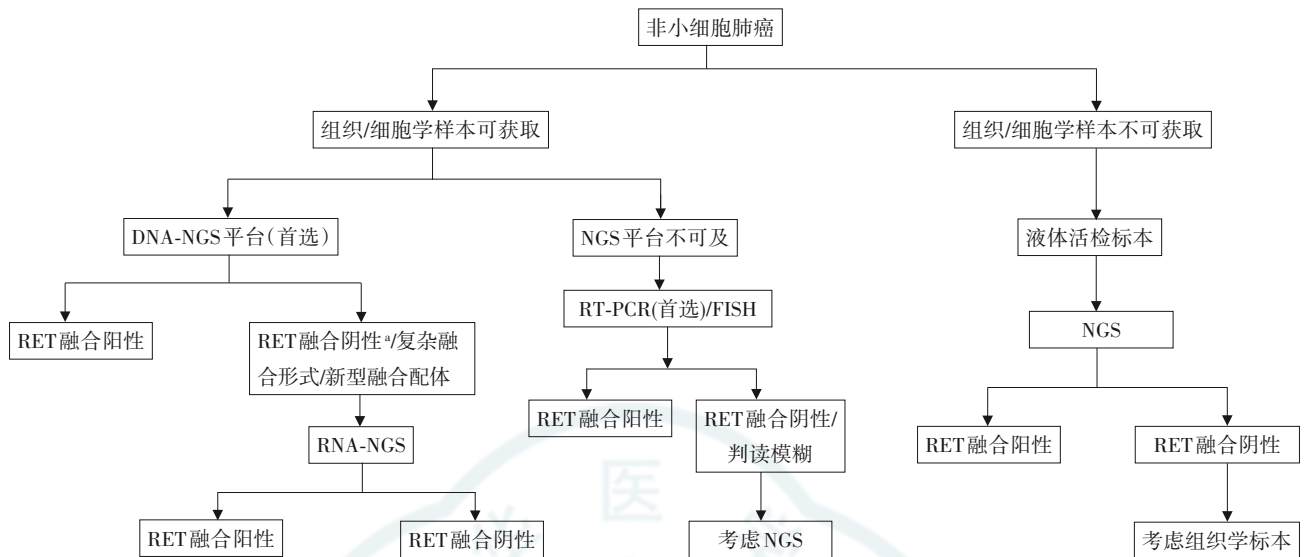 非小细胞肺癌
组织/细胞学样本可获取
组织/细胞学样本不可获取
DNA-NGS平台(首选)
NGS平台不可及
液体活检标本
RET融合阳性
RET融合阴性ᵃ/复杂融
合形式/新型融合配体
RT-PCR(首选)/FISH
NGS
RNA-NGS
RET融合阳性
RET融合阴性/
判读模糊
RET融合阳性
RET融合阴性
RET融合阳性
RET融合阴性
考虑NGS
考虑组织学标本
医
学